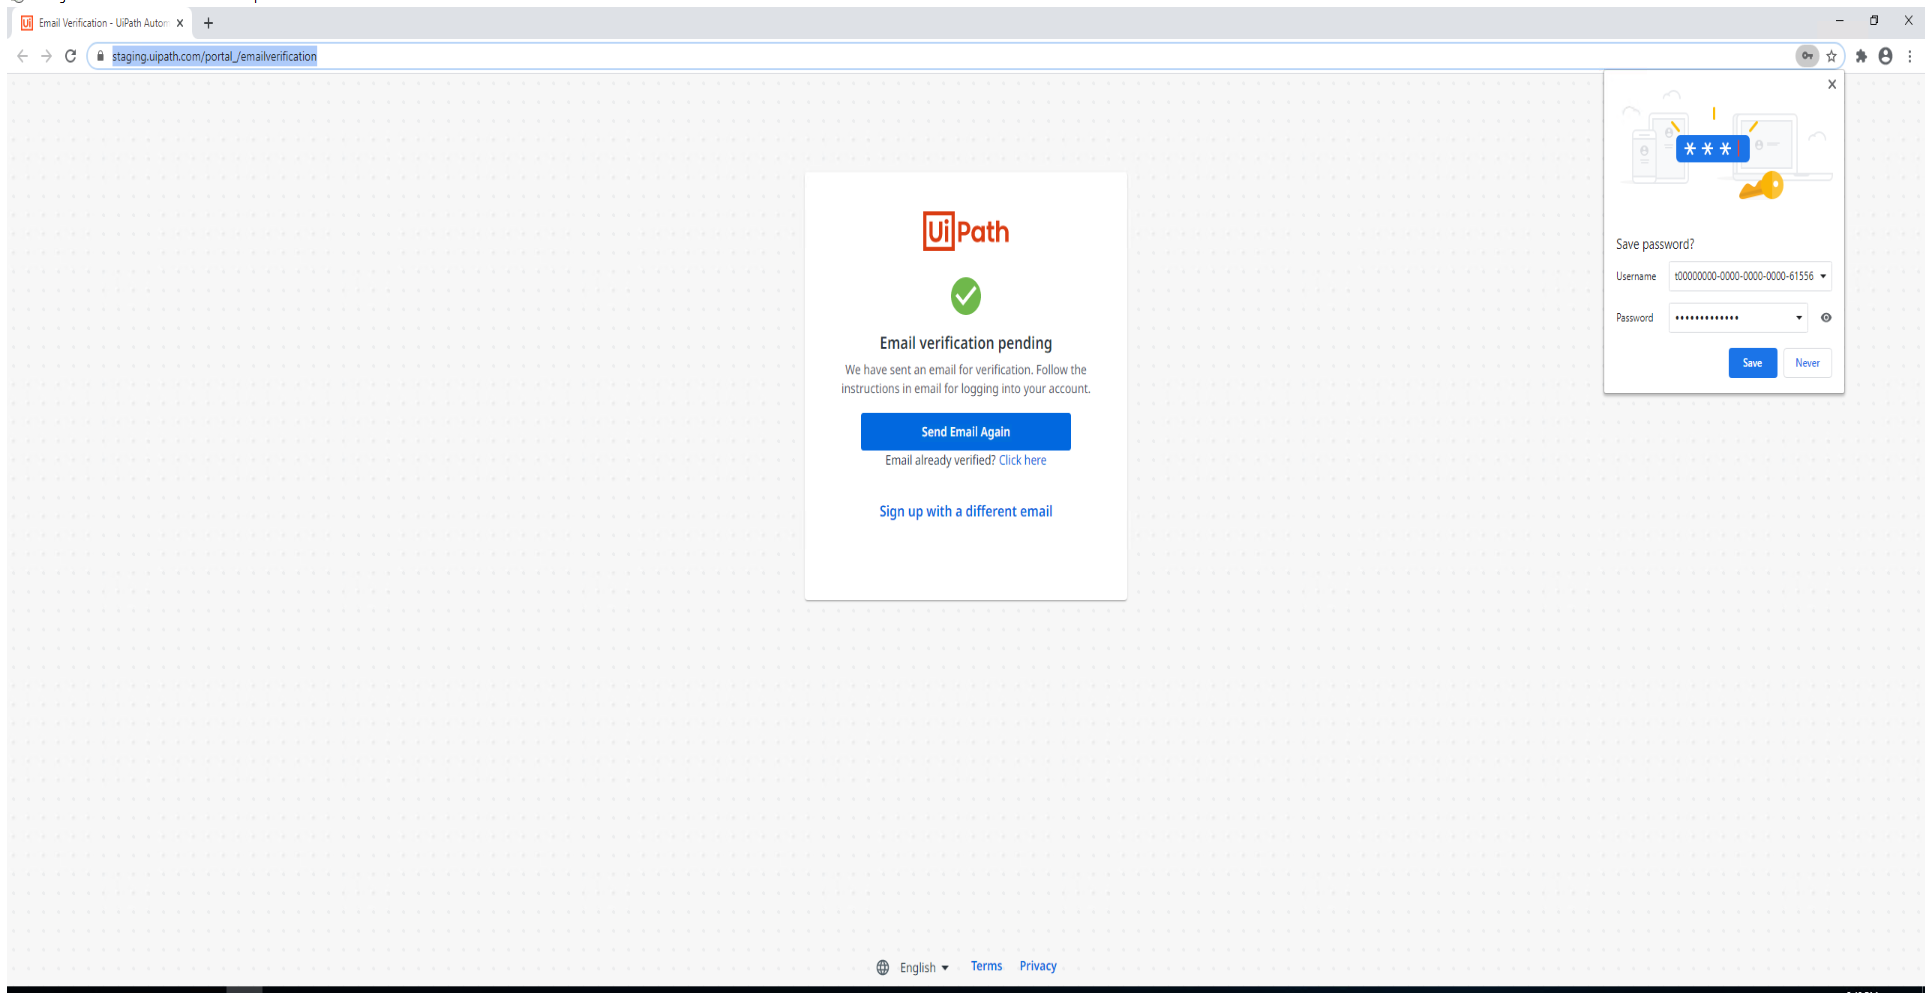 Email Verification - UiPath Autom
staging.uipath.com/portal_/emailverification
Save password?
Username t00000000-0000-0000-0000-61556
Password •••••••••••••
Save Never
UiPath
Email verification pending
We have sent an email for verification. Follow the
instructions in email for logging into your account.
Send Email Again
Email already verified? Click here
Sign up with a different email
English Terms Privacy